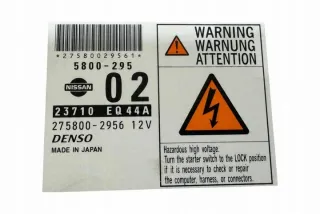 *27580029561*
5800-295
NISSAN
02
23710 EQ44A
275800-2956 12V
DENSO
MADE IN JAPAN
WARNING
WARNUNG
ATTENTION
Hazardous high voltage.
Turn the starter switch to the LOCK position
if it is necessary to check or repair
the computer, harness, or connectors.